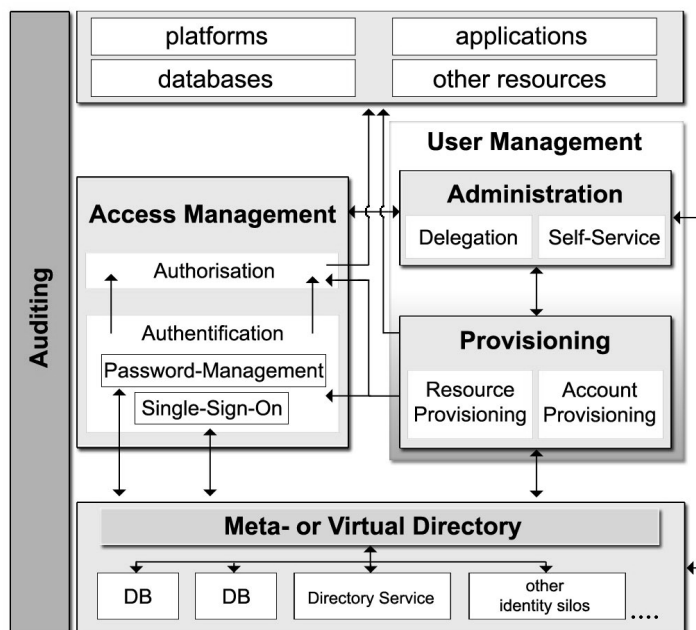 platforms
applications
databases
other resources
Auditing
User Management
Access Management
Administration
Delegation
Self-Service
Authorisation
Authentification
Password-Management
Single-Sign-On
Provisioning
Resource
Provisioning
Account
Provisioning
Meta- or Virtual Directory
DB
DB
Directory Service
other
identity silos
....